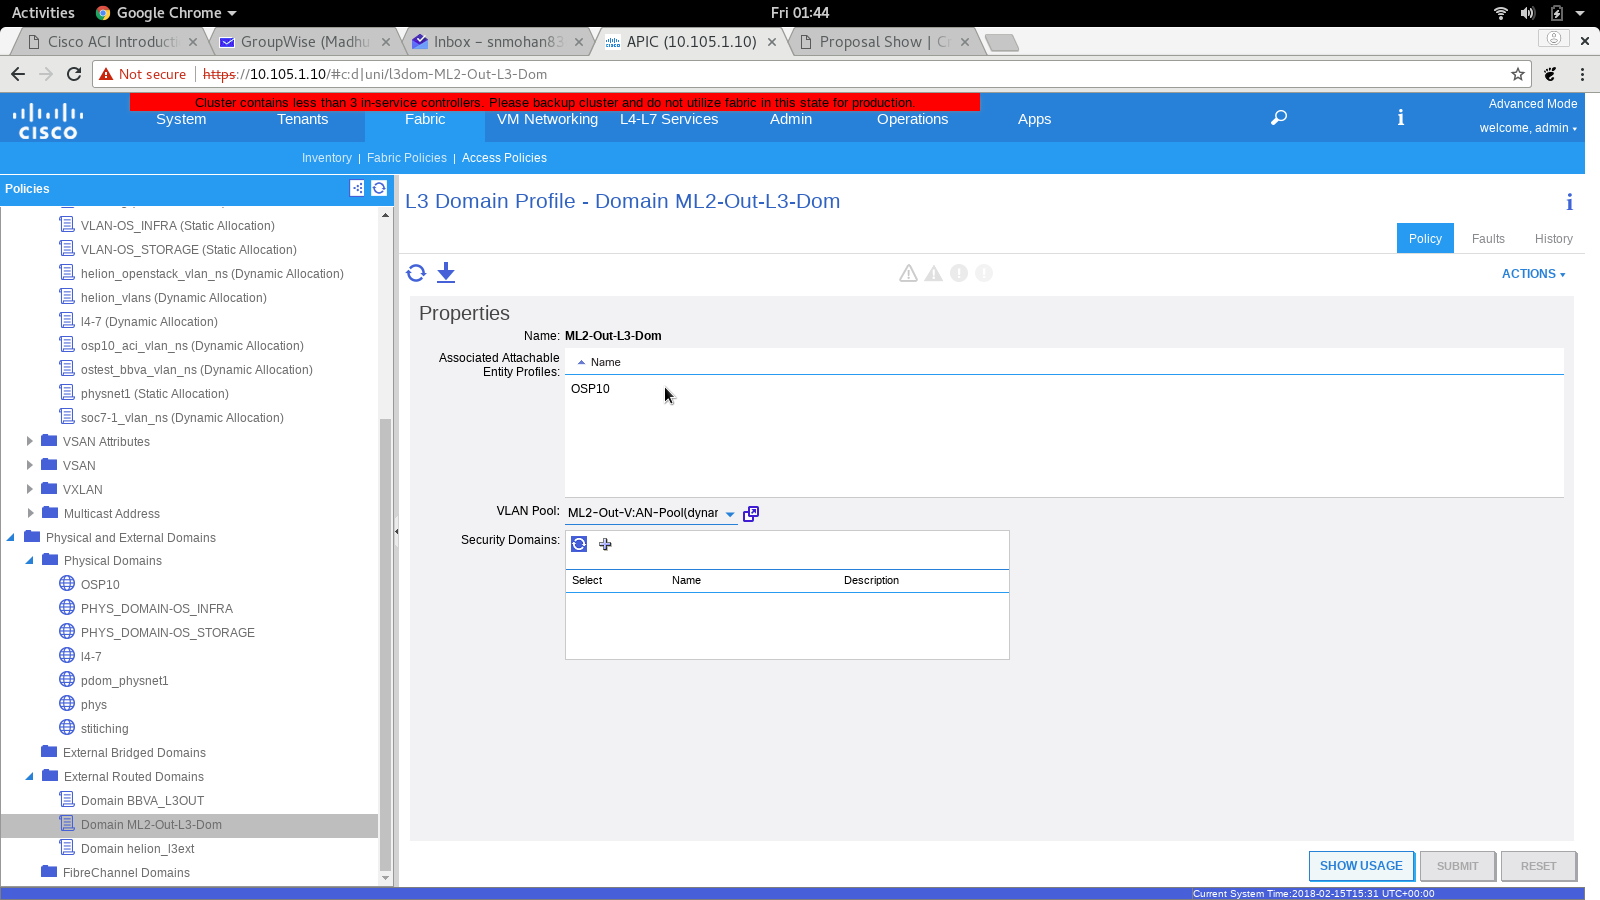 Activities
Google Chrome
Fri 01:44
Cisco ACI Introducti
GroupWise (Madhu
Inbox – snmohan83
APIC (10.105.1.10)
Proposal Show | C
Not secure
https://10.105.1.10/#c:d|uni/l3dom-ML2-Out-L3-Dom
Cluster contains less than 3 in-service controllers. Please backup cluster and do not utilize fabric in this state for production.
CISCO
System
Tenants
Fabric
VM Networking
L4-L7 Services
Admin
Operations
Apps
i
Advanced Mode
welcome, admin
Inventory | Fabric Policies | Access Policies
Policies
VLAN-OS_INFRA (Static Allocation)
VLAN-OS_STORAGE (Static Allocation)
helion_openstack_vlan_ns (Dynamic Allocation)
helion_vlans (Dynamic Allocation)
l4-7 (Dynamic Allocation)
osp10_aci_vlan_ns (Dynamic Allocation)
ostest_bbva_vlan_ns (Dynamic Allocation)
physnet1 (Static Allocation)
soc7-1_vlan_ns (Dynamic Allocation)
VSAN Attributes
VSAN
VXLAN
Multicast Address
Physical and External Domains
Physical Domains
OSP10
PHYS_DOMAIN-OS_INFRA
PHYS_DOMAIN-OS_STORAGE
l4-7
pdom_physnet1
phys
stitiching
External Bridged Domains
External Routed Domains
Domain BBVA_L3OUT
Domain ML2-Out-L3-Dom
Domain helion_l3ext
FibreChannel Domains
L3 Domain Profile - Domain ML2-Out-L3-Dom
i
Policy
Faults
History
ACTIONS
Properties
Name: ML2-Out-L3-Dom
Associated Attachable
Entity Profiles:
Name
OSP10
VLAN Pool: ML2-Out-V:AN-Pool(dynar
Security Domains:
Select
Name
Description
SHOW USAGE
SUBMIT
RESET
Current System Time:2018-02-15T15:31 UTC+00:00